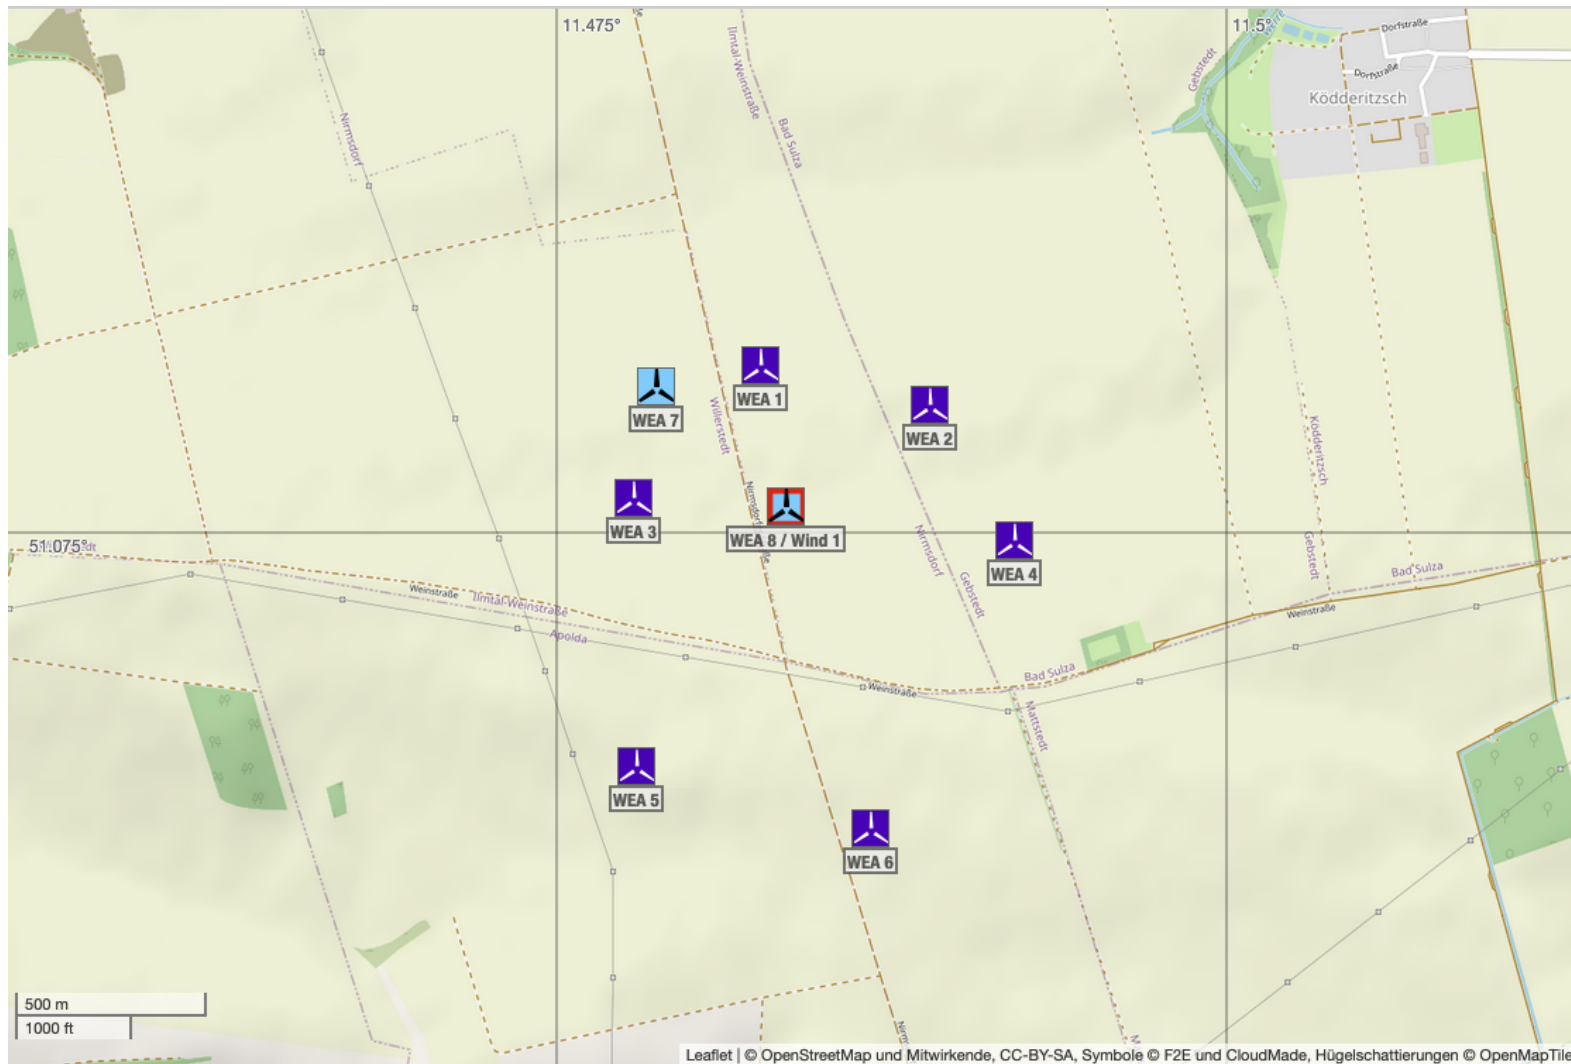 11.475°
11.5°
Dorfstraße
Dorfstraße
Ködderitzsch
Gebstedt
Ilmtal-Weinstraße
Bad Sulza
Nirmsdorf
WEA 1
WEA 7
WEA 2
Willerstedt
Ködderitzsch
WEA 3
WEA 8 / Wind 1
51.075°
WEA 4
Nirmsdorf
Gebstedt
Gebstedt
Bad Sulza
Weinstraße
Ilmtal-Weinstraße
Apolda
Weinstraße
Bad Sulza
Weinstraße
Mattstedt
WEA 5
WEA 6
500 m
1000 ft
Leaflet | © OpenStreetMap und Mitwirkende, CC-BY-SA, Symbole © F2E und CloudMade, Hügelschattierungen © OpenMapTile